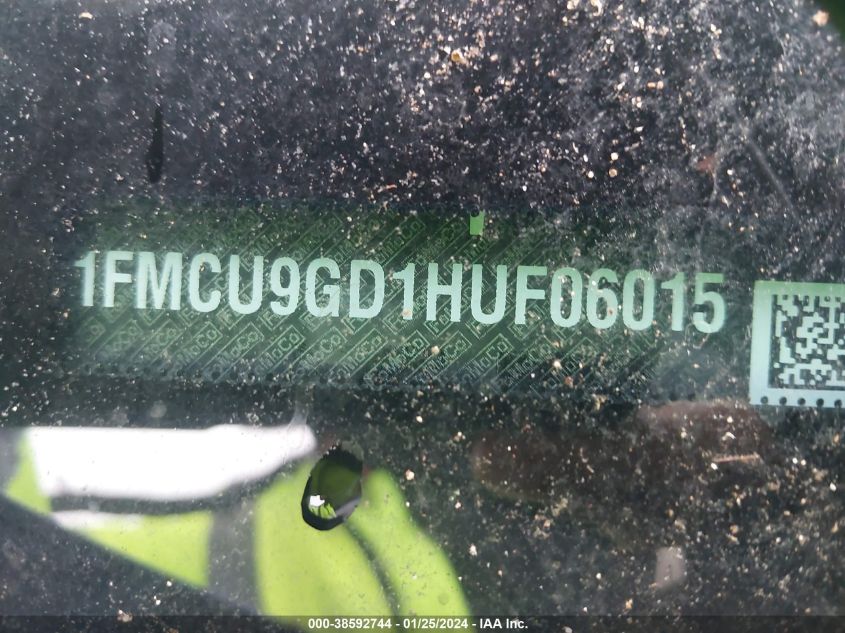 1FMCU9GD1HUF06015
000-38592744 - 01/25/2024 - IAA Inc.